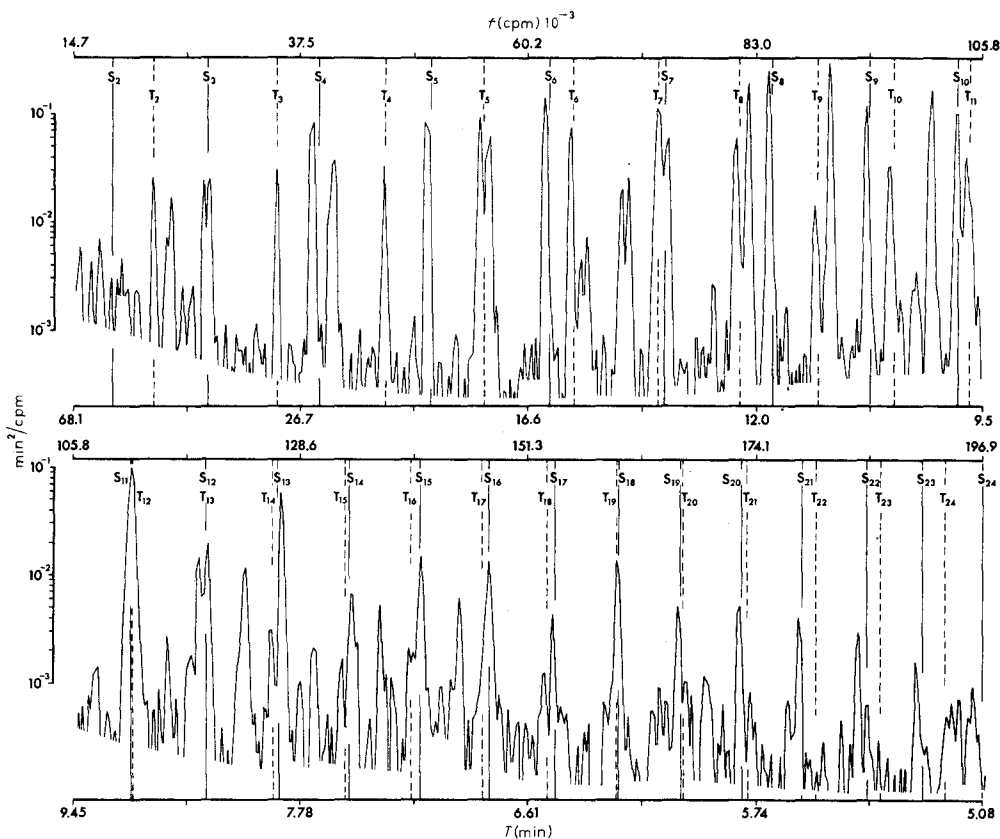 f (cpm) 10⁻³
14.7 37.5 60.2 83.0 105.8
S₂ S₃ S₄ S₅ S₆ S₇ S₈ S₉ S₁₀
T₂ T₃ T₄ T₅ T₆ T₇ T₈ T₉ T₁₀ T₁₁
10⁻¹
10⁻²
10⁻³
68.1 26.7 16.6 12.0 9.5
min²/cpm
105.8 128.6 151.3 174.1 196.9
10⁻¹
S₁₁ S₁₂ S₁₃ S₁₄ S₁₅ S₁₆ S₁₇ S₁₈ S₁₉ S₂₀ S₂₁ S₂₂ S₂₃ S₂₄
T₁₂ T₁₃ T₁₄ T₁₅ T₁₆ T₁₇ T₁₈ T₁₉ T₂₀ T₂₁ T₂₂ T₂₃ T₂₄
10⁻²
10⁻³
9.45 7.78 6.61 5.74 5.08
T (min)